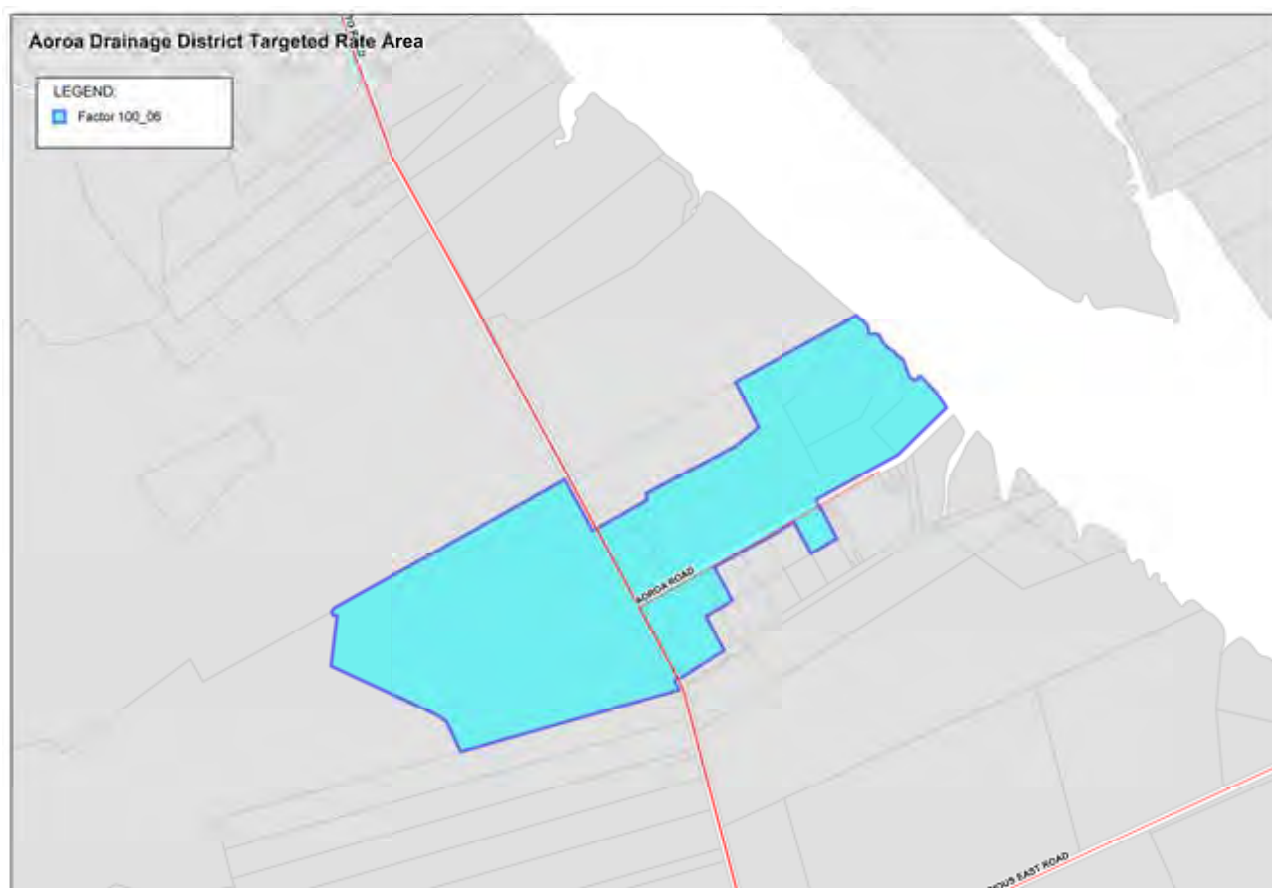 Aoroa Drainage District Targeted Rate Area
LEGEND:
Factor 100_06
AOROA ROAD
EAST ROAD